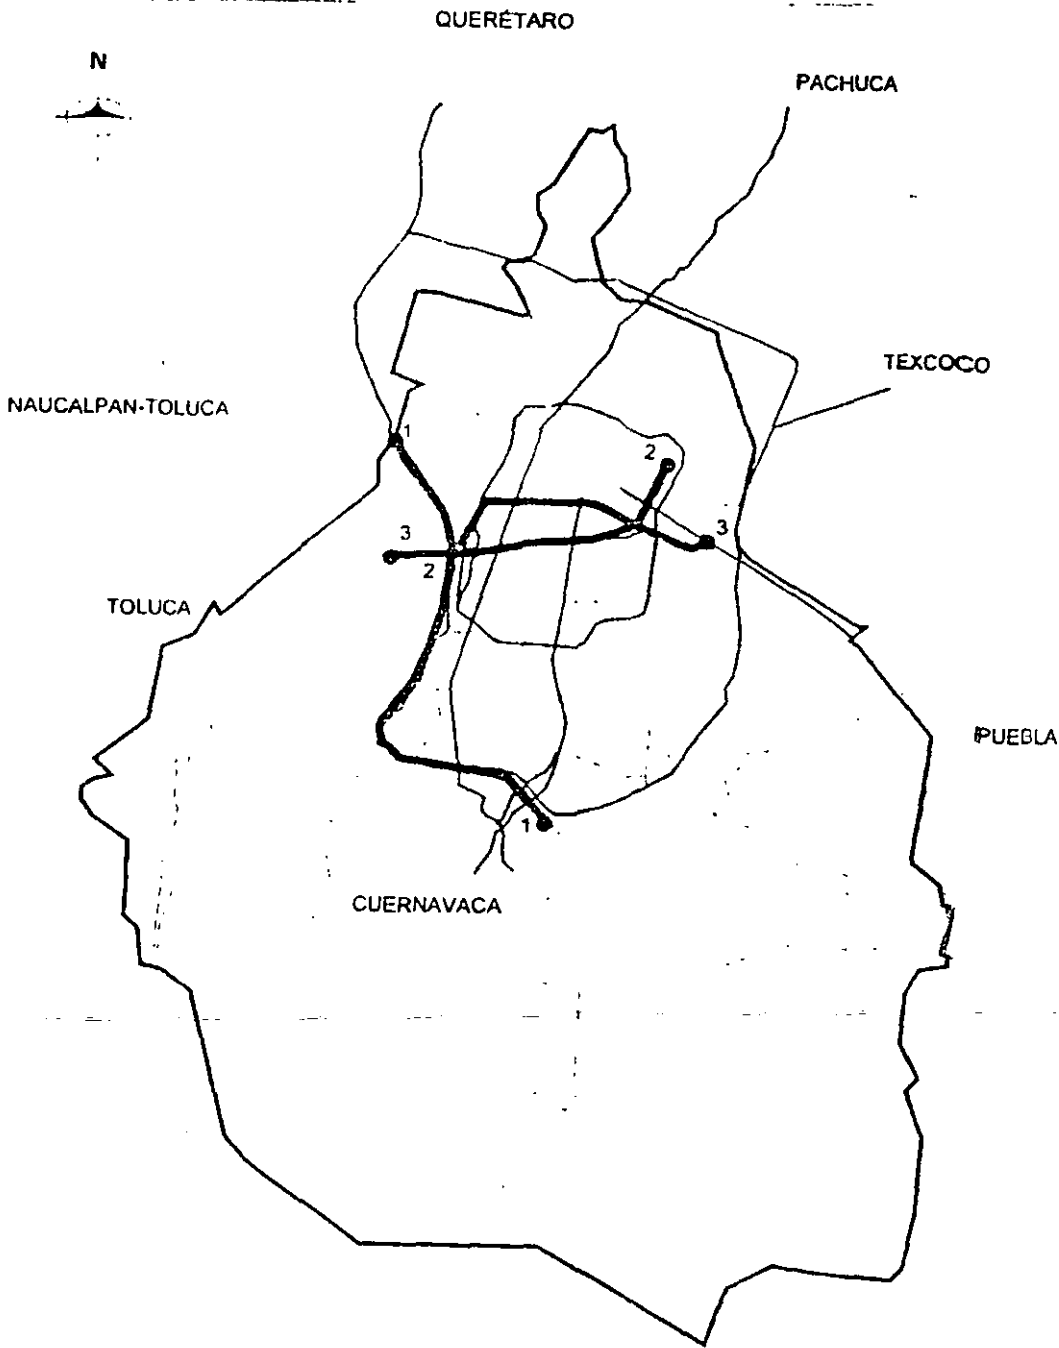 QUERÉTARO
N
PACHUCA
TEXCOCO
NAUCALPAN-TOLUCA
1
2
3
3
2
TOLUCA
PUEBLA
1
CUERNAVACA